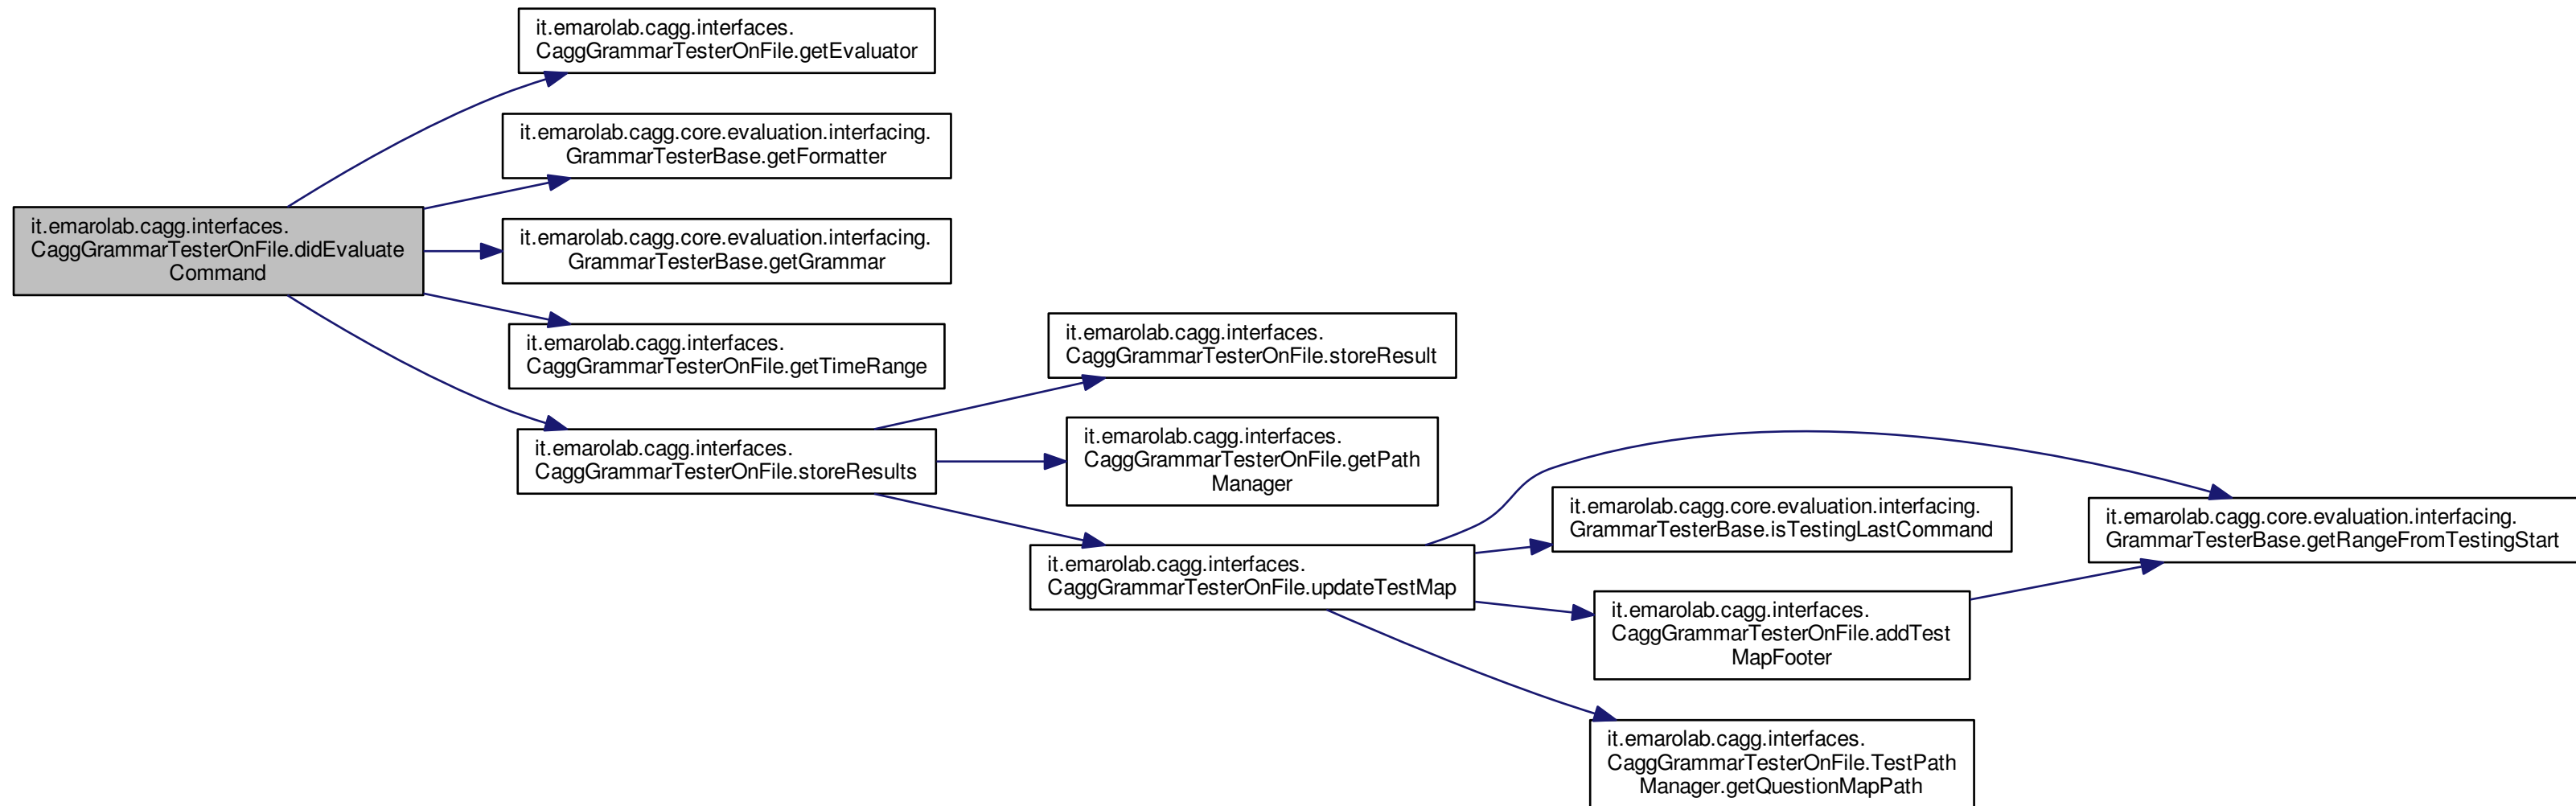 it.emarolab.cagg.interfaces.
CaggGrammarTesterOnFile.getEvaluator
it.emarolab.cagg.core.evaluation.interfacing.
GrammarTesterBase.getFormatter
it.emarolab.cagg.interfaces.
CaggGrammarTesterOnFile.didEvaluate
Command
it.emarolab.cagg.core.evaluation.interfacing.
GrammarTesterBase.getGrammar
it.emarolab.cagg.interfaces.
CaggGrammarTesterOnFile.getTimeRange
it.emarolab.cagg.interfaces.
CaggGrammarTesterOnFile.storeResults
it.emarolab.cagg.interfaces.
CaggGrammarTesterOnFile.storeResult
it.emarolab.cagg.interfaces.
CaggGrammarTesterOnFile.getPath
Manager
it.emarolab.cagg.interfaces.
CaggGrammarTesterOnFile.updateTestMap
it.emarolab.cagg.core.evaluation.interfacing.
GrammarTesterBase.isTestingLastCommand
it.emarolab.cagg.interfaces.
CaggGrammarTesterOnFile.addTest
MapFooter
it.emarolab.cagg.interfaces.
CaggGrammarTesterOnFile.TestPath
Manager.getQuestionMapPath
it.emarolab.cagg.core.evaluation.interfacing.
GrammarTesterBase.getRangeFromTestingStart